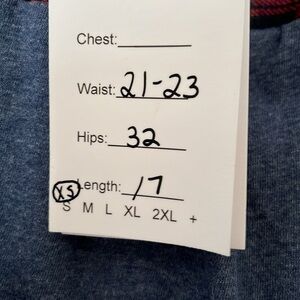 Chest:
Waist: 21-23
Hips: 32
Length: 17
XS
S M L XL 2XL +